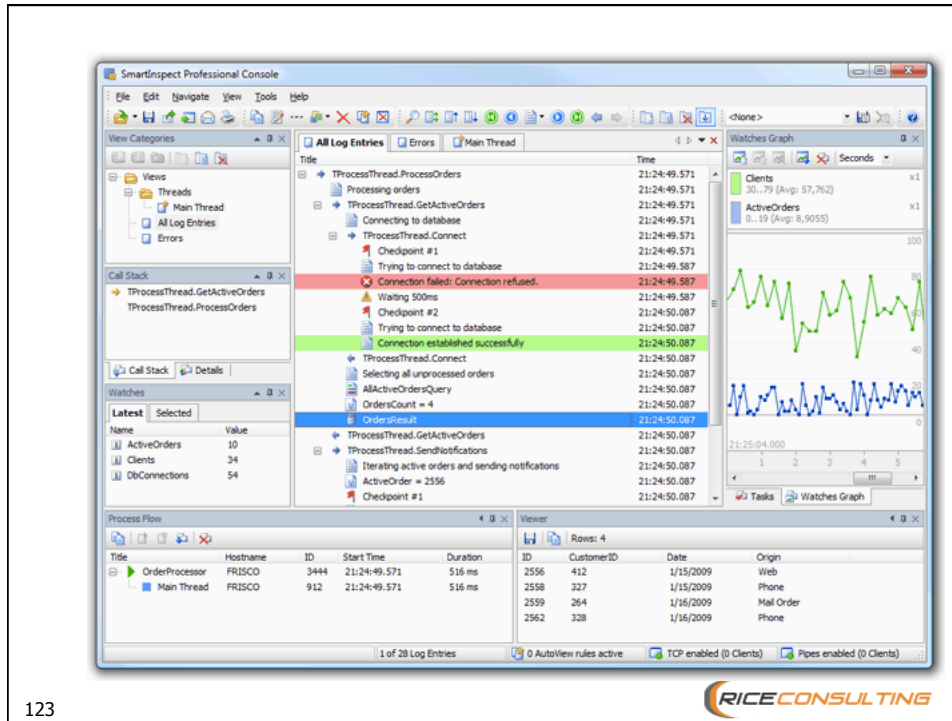 SmartInspect Professional Console
File Edit Navigate View Tools Help
<None>
View Categories
Views
Threads
Main Thread
All Log Entries
Errors
Call Stack
TProcessThread.GetActiveOrders
TProcessThread.ProcessOrders
Call Stack Details
Watches
Latest Selected
Name Value
ActiveOrders 10
Clients 34
DbConnections 54
All Log Entries Errors Main Thread
Title Time
TProcessThread.ProcessOrders 21:24:49.571
Processing orders 21:24:49.571
TProcessThread.GetActiveOrders 21:24:49.571
Connecting to database 21:24:49.571
TProcessThread.Connect 21:24:49.571
Checkpoint #1 21:24:49.571
Trying to connect to database 21:24:49.587
Connection failed: Connection refused. 21:24:49.587
Waiting 500ms 21:24:49.587
Checkpoint #2 21:24:50.087
Trying to connect to database 21:24:50.087
Connection established successfully 21:24:50.087
TProcessThread.Connect 21:24:50.087
Selecting all unprocessed orders 21:24:50.087
AllActiveOrdersQuery 21:24:50.087
OrdersCount = 4 21:24:50.087
OrdersResult 21:24:50.087
TProcessThread.GetActiveOrders 21:24:50.087
TProcessThread.SendNotifications 21:24:50.087
Iterating active orders and sending notifications 21:24:50.087
ActiveOrder = 2556 21:24:50.087
Checkpoint #1 21:24:50.087
Watches Graph
Seconds
Clients x1
30..79 (Avg: 57,762)
ActiveOrders x1
0..19 (Avg: 8,9055)
100
80
60
40
20
0
21:25:04.000
1 2 3 4 5
Tasks Watches Graph
Process Flow
Title Hostname ID Start Time Duration
OrderProcessor FRISCO 3444 21:24:49.571 516 ms
Main Thread FRISCO 912 21:24:49.571 516 ms
Viewer
Rows: 4
ID CustomerID Date Origin
2556 412 1/15/2009 Web
2558 327 1/15/2009 Phone
2559 264 1/16/2009 Mail Order
2562 328 1/16/2009 Phone
1 of 28 Log Entries 0 AutoView rules active TCP enabled (0 Clients) Pipes enabled (0 Clients)
123
RICECONSULTING